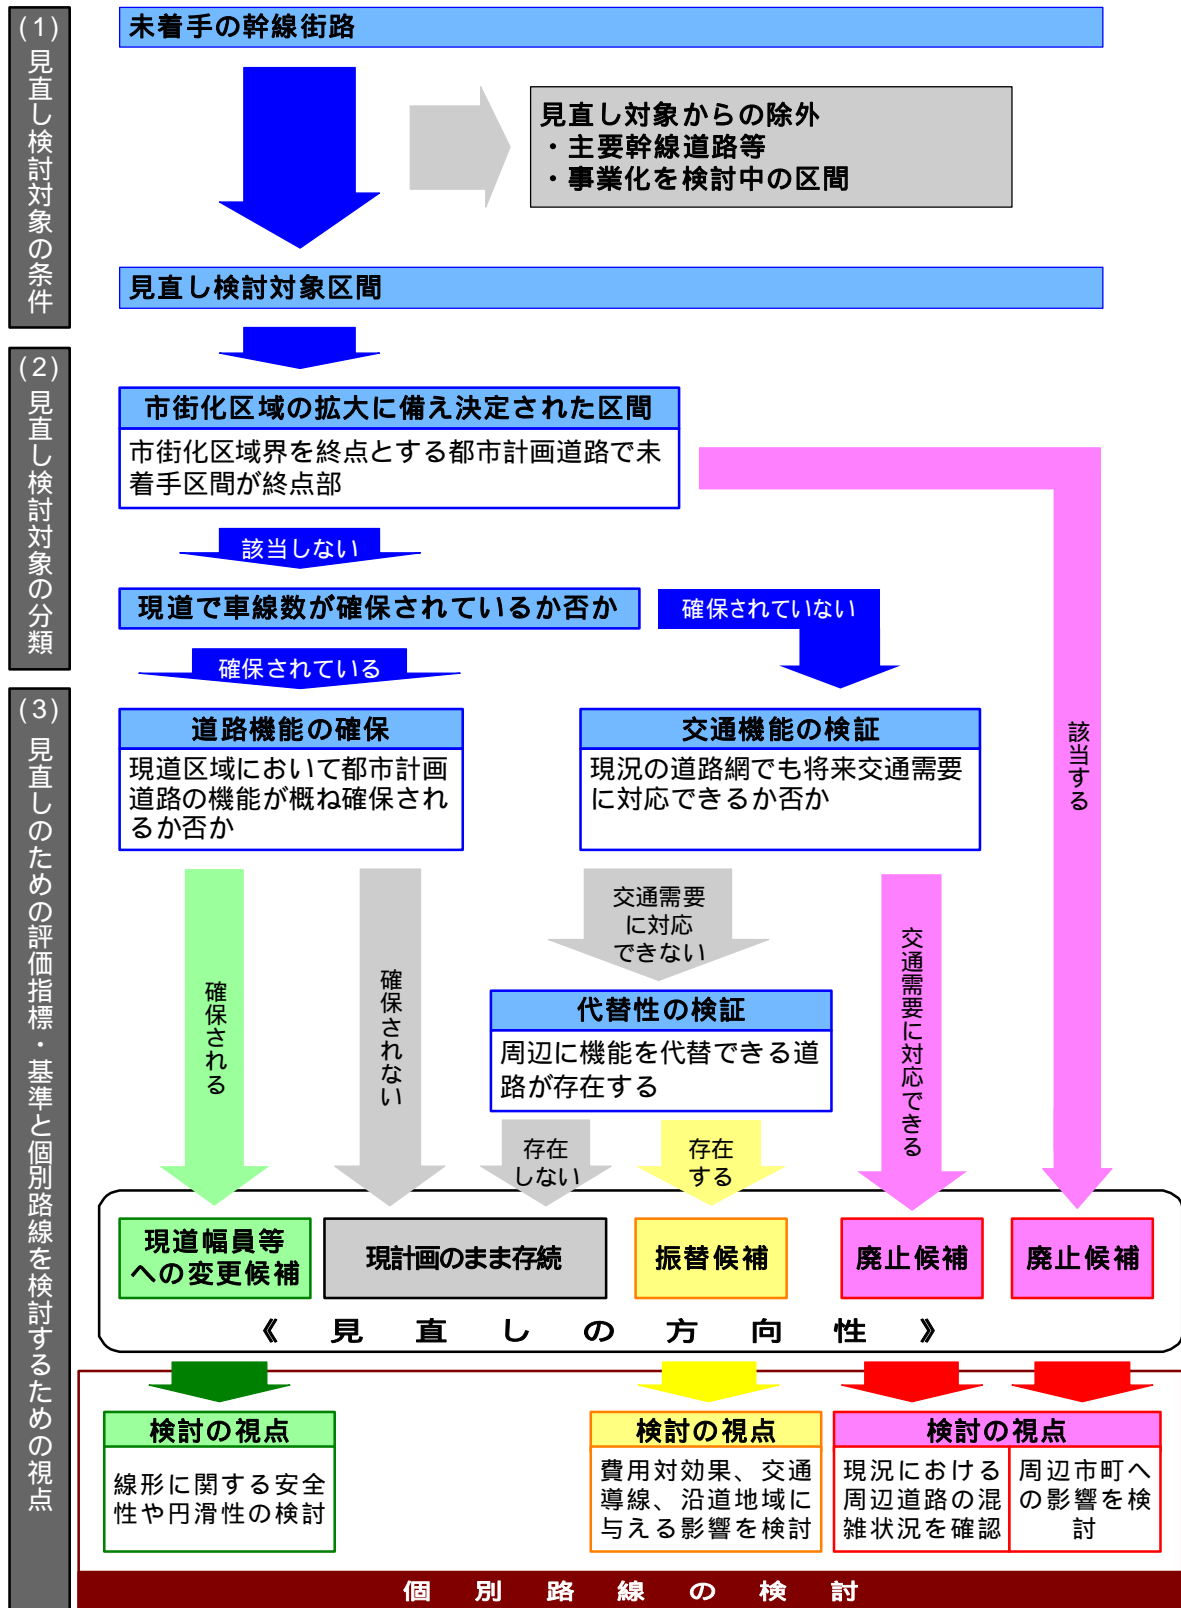 (1)
見直し検討対象の条件
未着手の幹線街路
見直し対象からの除外
・主要幹線道路等
・事業化を検討中の区間
見直し検討対象区間
(2)
見直し検討対象の分類
市街化区域の拡大に備え決定された区間
市街化区域界を終点とする都市計画道路で未
着手区間が終点部
該当しない
該当する
現道で車線数が確保されているか否か
確保されていない
確保されている
(3)
見直しのための評価指標・基準と個別路線を検討するための視点
道路機能の確保
現道区域において都市計画
道路の機能が概ね確保され
るか否か
交通機能の検証
現況の道路網でも将来交通需要
に対応できるか否か
確保される
確保されない
交通需要
に対応
できない
交通需要に対応できる
代替性の検証
周辺に機能を代替できる道
路が存在する
存在
しない
存在
する
現道幅員等
への変更候補
現計画のまま存続
振替候補
廃止候補
廃止候補
《見直しの方向性》
検討の視点
線形に関する安全
性や円滑性の検討
検討の視点
費用対効果、交通
導線、沿道地域に
与える影響を検討
検討の視点
現況における
周辺道路の混
雑状況を確認
周辺市町へ
の影響を検
討
個別路線の検討